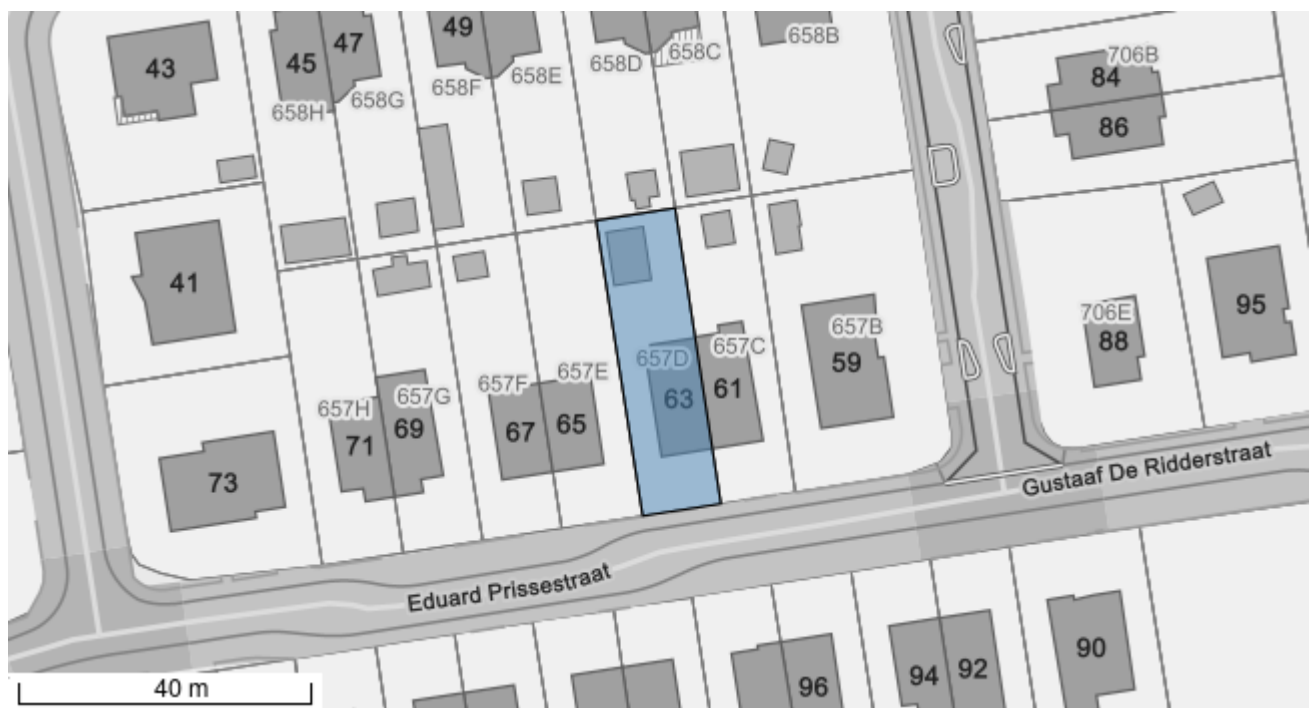 49
47
658C
658B
706B
43
45
658D
84
658F
658E
658G
658H
86
41
657B
706E
95
657C
88
657D
59
657E
657F
63
61
657G
657H
69
65
67
71
73
Gustaaf De Ridderstraat
Eduard Prissestraat
90
92
94
96
40 m